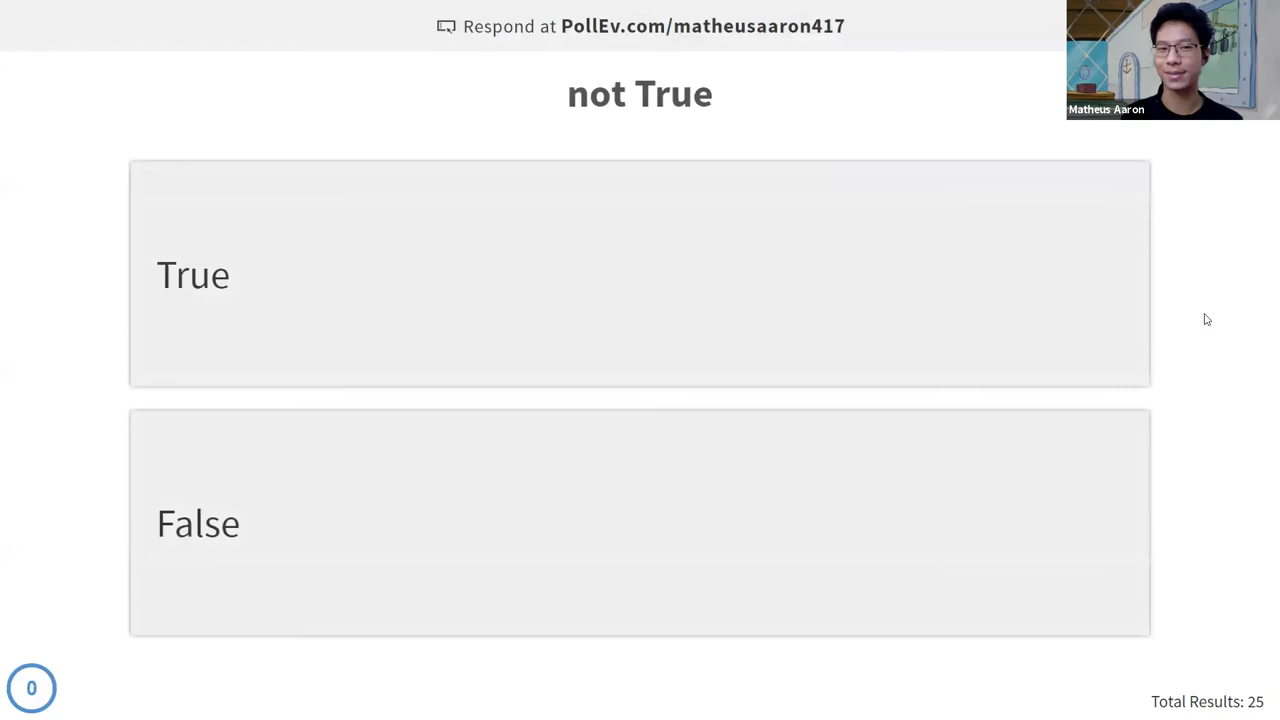 Respond at PollEv.com/matheusaaron417
Matheus Aaron
not True
True
False
0
Total Results: 25